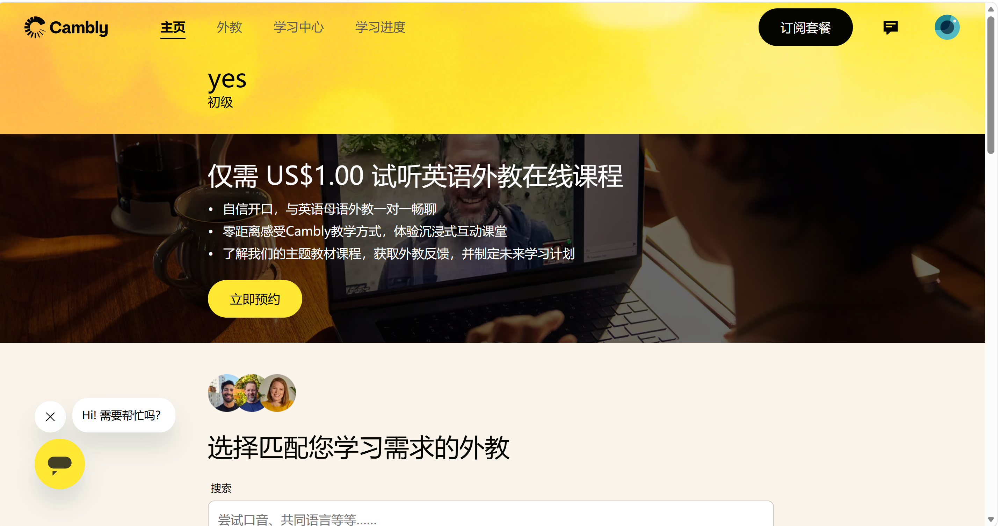 Cambly
主页
外教
学习中心
学习进度
订阅套餐
yes
初级
仅需 US$1.00 试听英语外教在线课程
• 自信开口，与英语母语外教一对一畅聊
• 零距离感受Cambly教学方式，体验沉浸式互动课堂
• 了解我们的主题教材课程，获取外教反馈，并制定未来学习计划
Tutor Michael
立即预约
Hi! 需要帮忙吗？
选择匹配您学习需求的外教
搜索
尝试口音、共同语言等等......